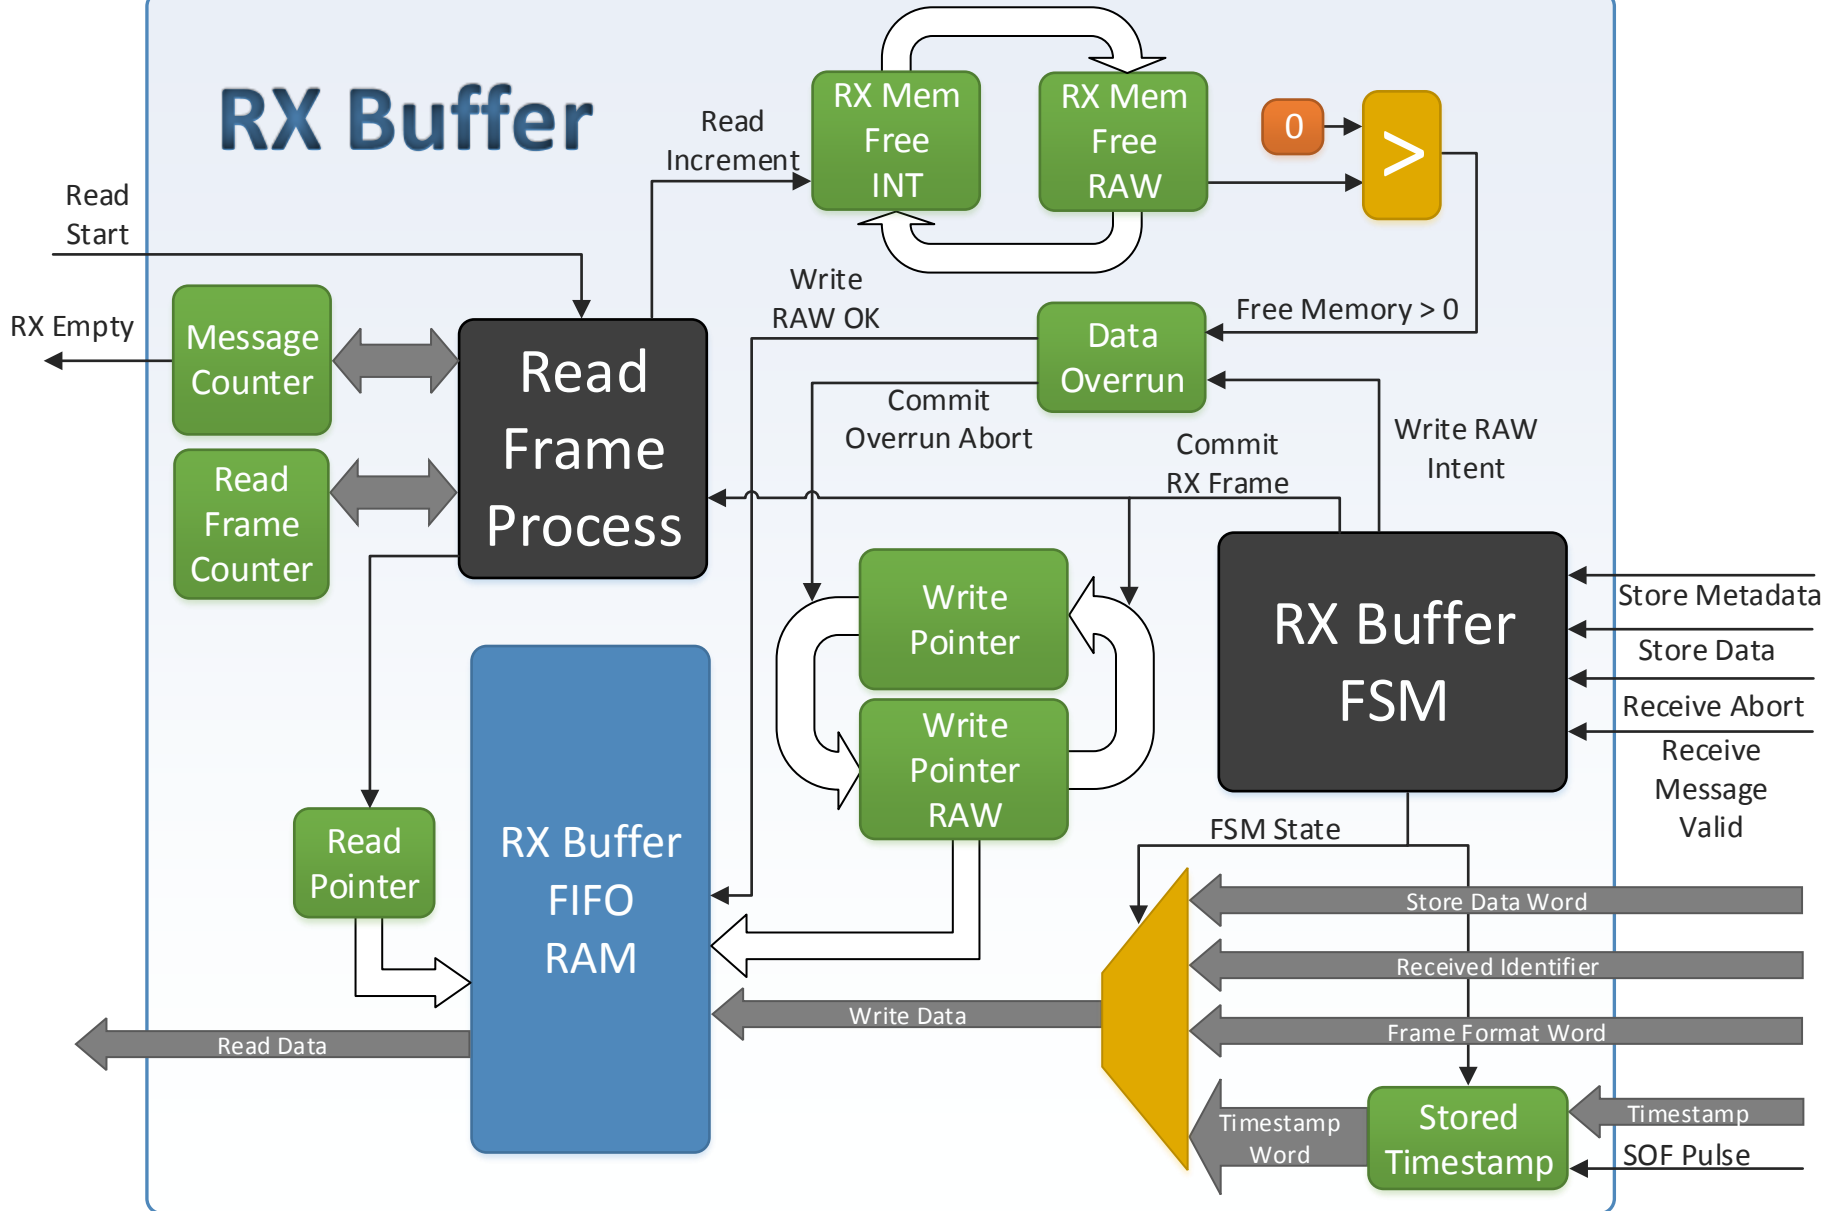 RX Buffer
Read
Increment
RX Mem
Free
INT
RX Mem
Free
RAW
0
>
Read
Start
RX Empty
Message
Counter
Read
Frame
Counter
Read
Frame
Process
Write
RAW OK
Commit
Overrun Abort
Data
Overrun
Free Memory > 0
Write RAW
Intent
Commit
RX Frame
Write
Pointer
Write
Pointer
RAW
RX Buffer
FSM
Store Metadata
Store Data
Receive Abort
Receive
Message
Valid
FSM State
Read
Pointer
RX Buffer
FIFO
RAM
Store Data Word
Received Identifier
Frame Format Word
Write Data
Read Data
Timestamp
Word
Stored
Timestamp
Timestamp
SOF Pulse